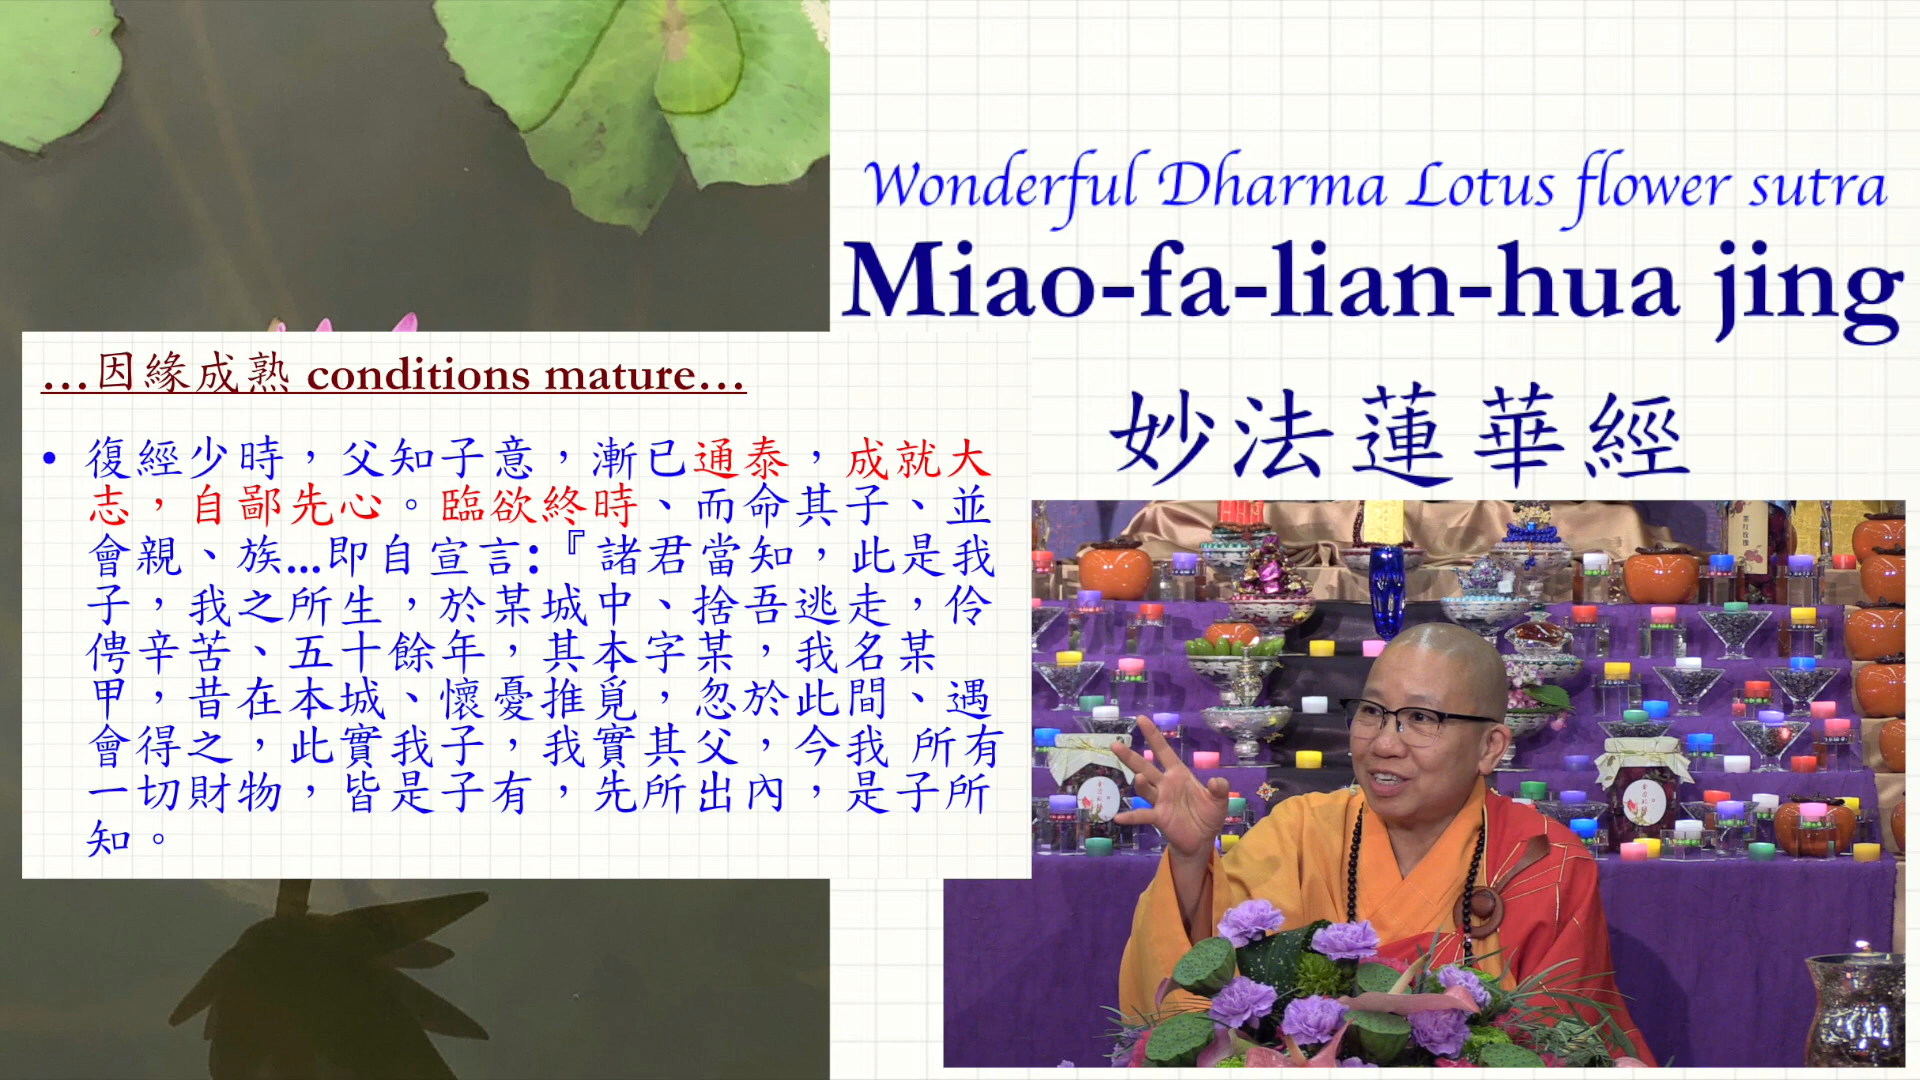 Wonderful Dharma Lotus flower sutra
Miao-fa-lian-hua jing
妙法蓮華經
...因緣成熟 conditions mature...
• 復經少時，父知子意，漸已通泰，成就大
志，自鄙先心。臨欲終時、而命其子、並
會親、族...即自宣言:『諸君當知，此是我
子，我之所生，於某城中、捨吾逃走，伶
俜辛苦、五十餘年，其本字某，我名某
甲，昔在本城、懷憂推覓，忽於此間、遇
會得之，此實我子，我實其父，今我 所有
一切財物，皆是子有，先所出內，是子所
知。